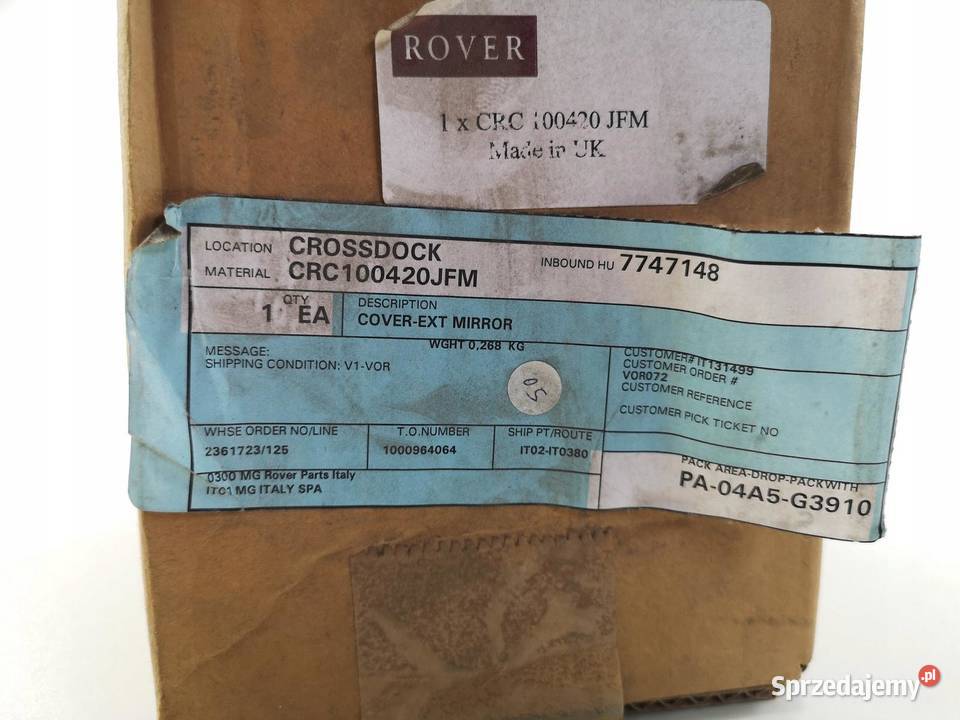 ROVER
1 x CRC 100420 JFM
Made in UK
LOCATION CROSSDOCK
INBOUND HU 7747148
MATERIAL CRC100420JFM
QTY
1 EA
DESCRIPTION
COVER-EXT MIRROR
WGHT 0,268 KG
MESSAGE:
SHIPPING CONDITION: V1-VOR
05
CUSTOMER# IT131499
CUSTOMER ORDER #
VOR072
CUSTOMER REFERENCE
CUSTOMER PICK TICKET NO
WHSE ORDER NO/LINE
2361723/125
T.O.NUMBER
1000964064
SHIP PT/ROUTE
IT02-IT0380
0300 MG Rover Parts Italy
IT01 MG ITALY SPA
PACK AREA-DROP-PACKWITH
PA-04A5-G3910
Sprzedajemy.pl